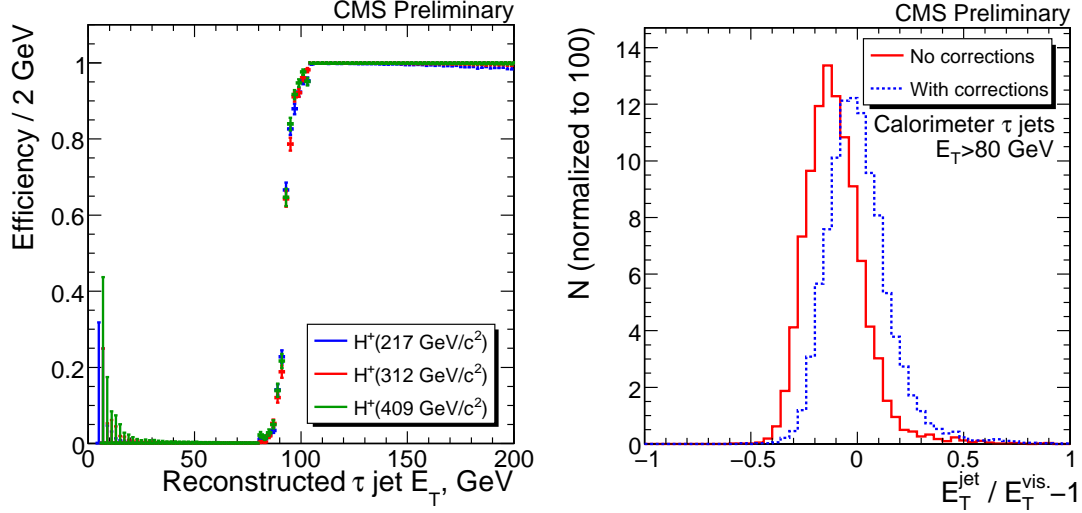 CMS Preliminary
Efficiency / 2 GeV
1
0.8
0.6
0.4
0.2
0
H⁺(217 GeV/c²)
H⁺(312 GeV/c²)
H⁺(409 GeV/c²)
0 50 100 150 200
Reconstructed τ jet E_T, GeV
CMS Preliminary
N (normalized to 100)
14
12
10
8
6
4
2
0
No corrections
With corrections
Calorimeter τ jets
E_T>80 GeV
−1 −0.5 0 0.5 1
E_T^jet / E_T^vis. −1